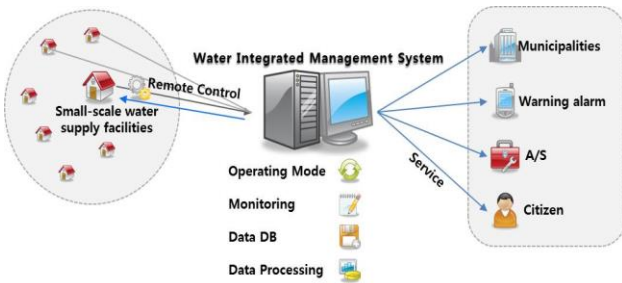 Water Integrated Management System
Remote Control
Small-scale water
supply facilities
Operating Mode
Monitoring
Data DB
Data Processing
Service
Municipalities
Warning alarm
A/S
Citizen